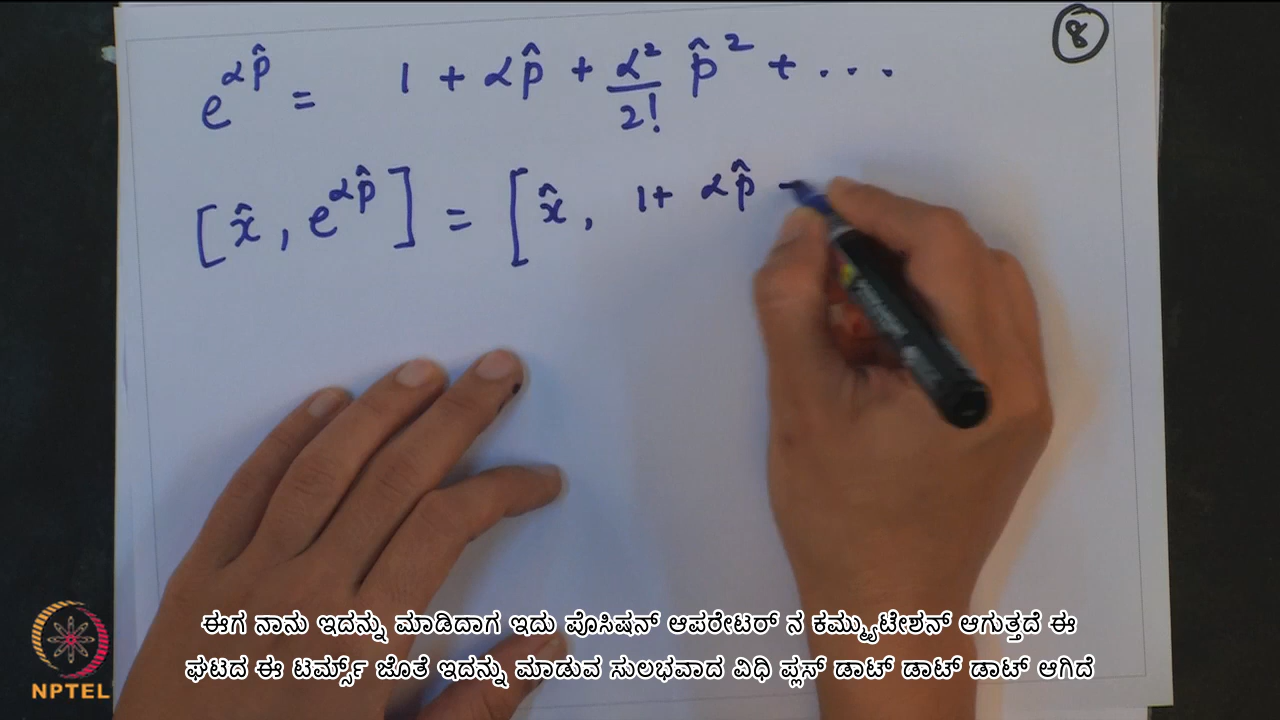 8
e^{αp̂} = 1 + αp̂ + α²/2! p̂² + ...
[x̂, e^{αp̂}] = [x̂, 1 + αp̂ -
ಈಗ ನಾನು ಇದನ್ನು ಮಾಡಿದಾಗ ಇದು ಪೊಸಿಷನ್ ಆಪರೇಟರ್ ನ ಕಮ್ಮ್ಯುಟೇಶನ್ ಆಗುತ್ತದೆ ಈ
ಘಟದ ಈ ಟರ್ಮ್ಸ್ ಜೊತೆ ಇದನ್ನು ಮಾಡುವ ಸುಲಭವಾದ ವಿಧಿ ಪ್ಲಸ್ ಡಾಟ್ ಡಾಟ್ ಡಾಟ್ ಆಗಿದೆ
NPTEL